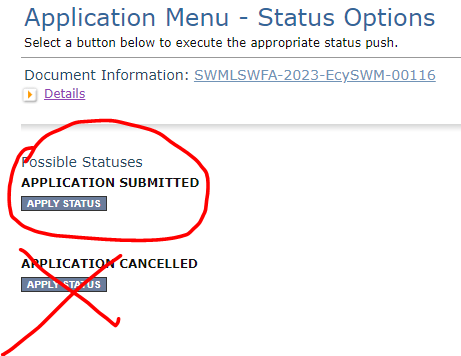 Application Menu - Status Options
Select a button below to execute the appropriate status push.
Document Information: SWMLSWFA-2023-EcySWM-00116
Details
Possible Statuses
APPLICATION SUBMITTED
APPLY STATUS
APPLICATION CANCELLED
APPLY STATUS